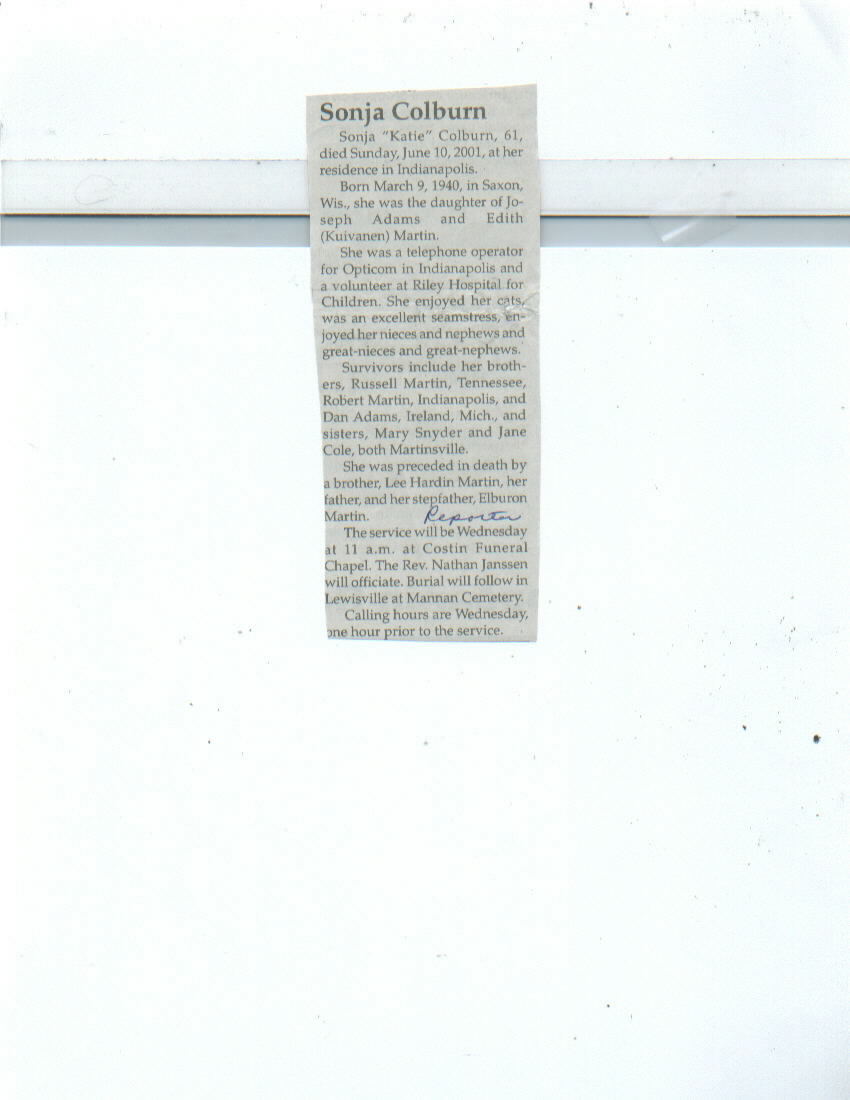 Sonja Colburn
Sonja "Katie" Colburn, 61,
died Sunday, June 10, 2001, at her
residence in Indianapolis.
Born March 9, 1940, in Saxon,
Wis., she was the daughter of Jo-
seph Adams and Edith
(Kuivanen) Martin.
She was a telephone operator
for Opticom in Indianapolis and
a volunteer at Riley Hospital for
Children. She enjoyed her cats,
was an excellent seamstress, en-
joyed her nieces and nephews and
great-nieces and great-nephews.
Survivors include her broth-
ers, Russell Martin, Tennessee,
Robert Martin, Indianapolis, and
Dan Adams, Ireland, Mich., and
sisters, Mary Snyder and Jane
Cole, both Martinsville.
She was preceded in death by
a brother, Lee Hardin Martin, her
father, and her stepfather, Elburon
Martin. Reporter
The service will be Wednesday
at 11 a.m. at Costin Funeral
Chapel. The Rev. Nathan Janssen
will officiate. Burial will follow in
Lewisville at Mannan Cemetery.
Calling hours are Wednesday,
one hour prior to the service.